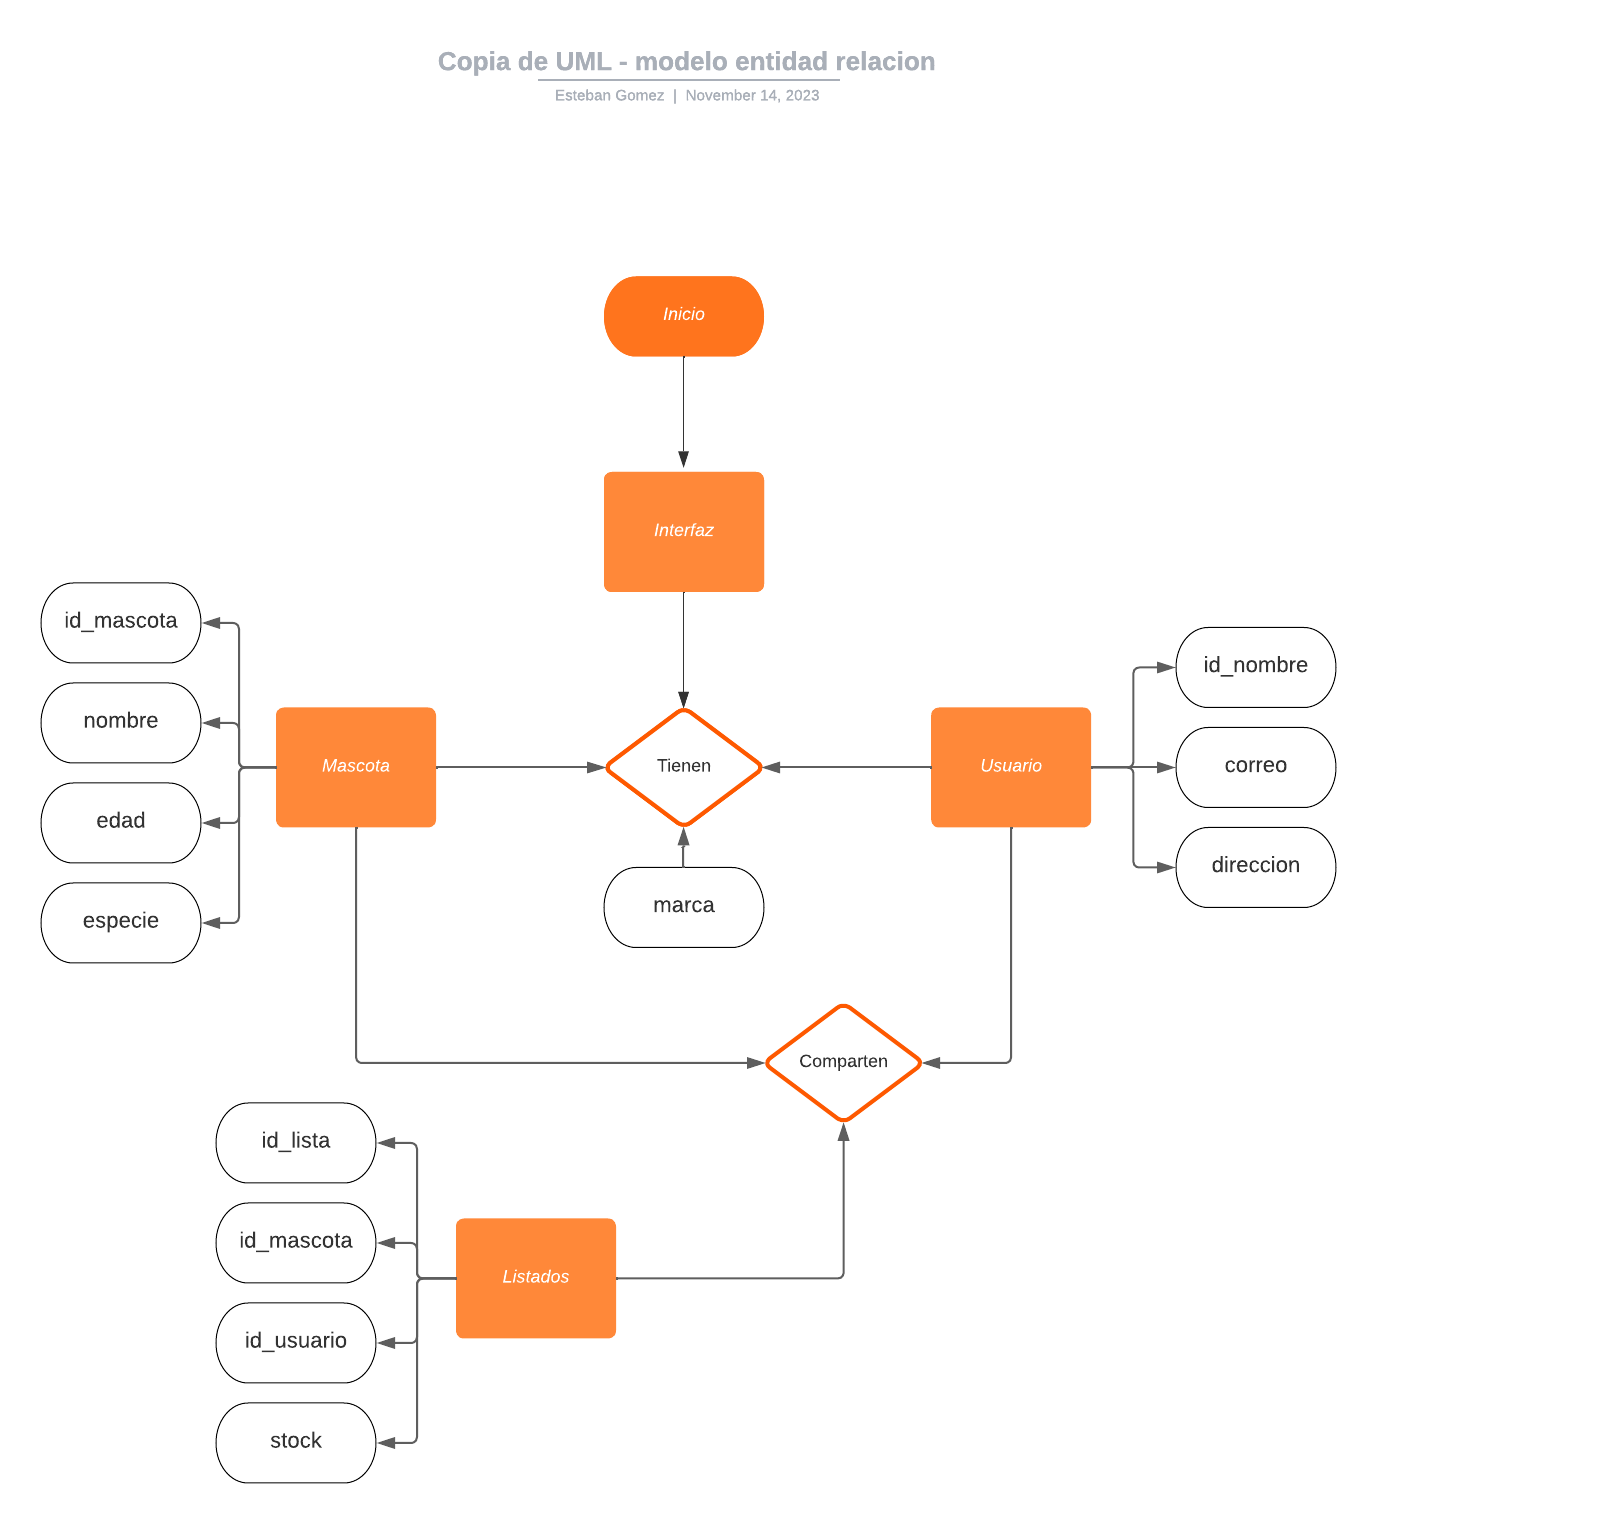 Copia de UML - modelo entidad relacion
Esteban Gomez | November 14, 2023
Inicio
Interfaz
id_mascota
nombre
edad
especie
Mascota
Tienen
marca
Usuario
id_nombre
correo
direccion
Comparten
id_lista
id_mascota
id_usuario
stock
Listados